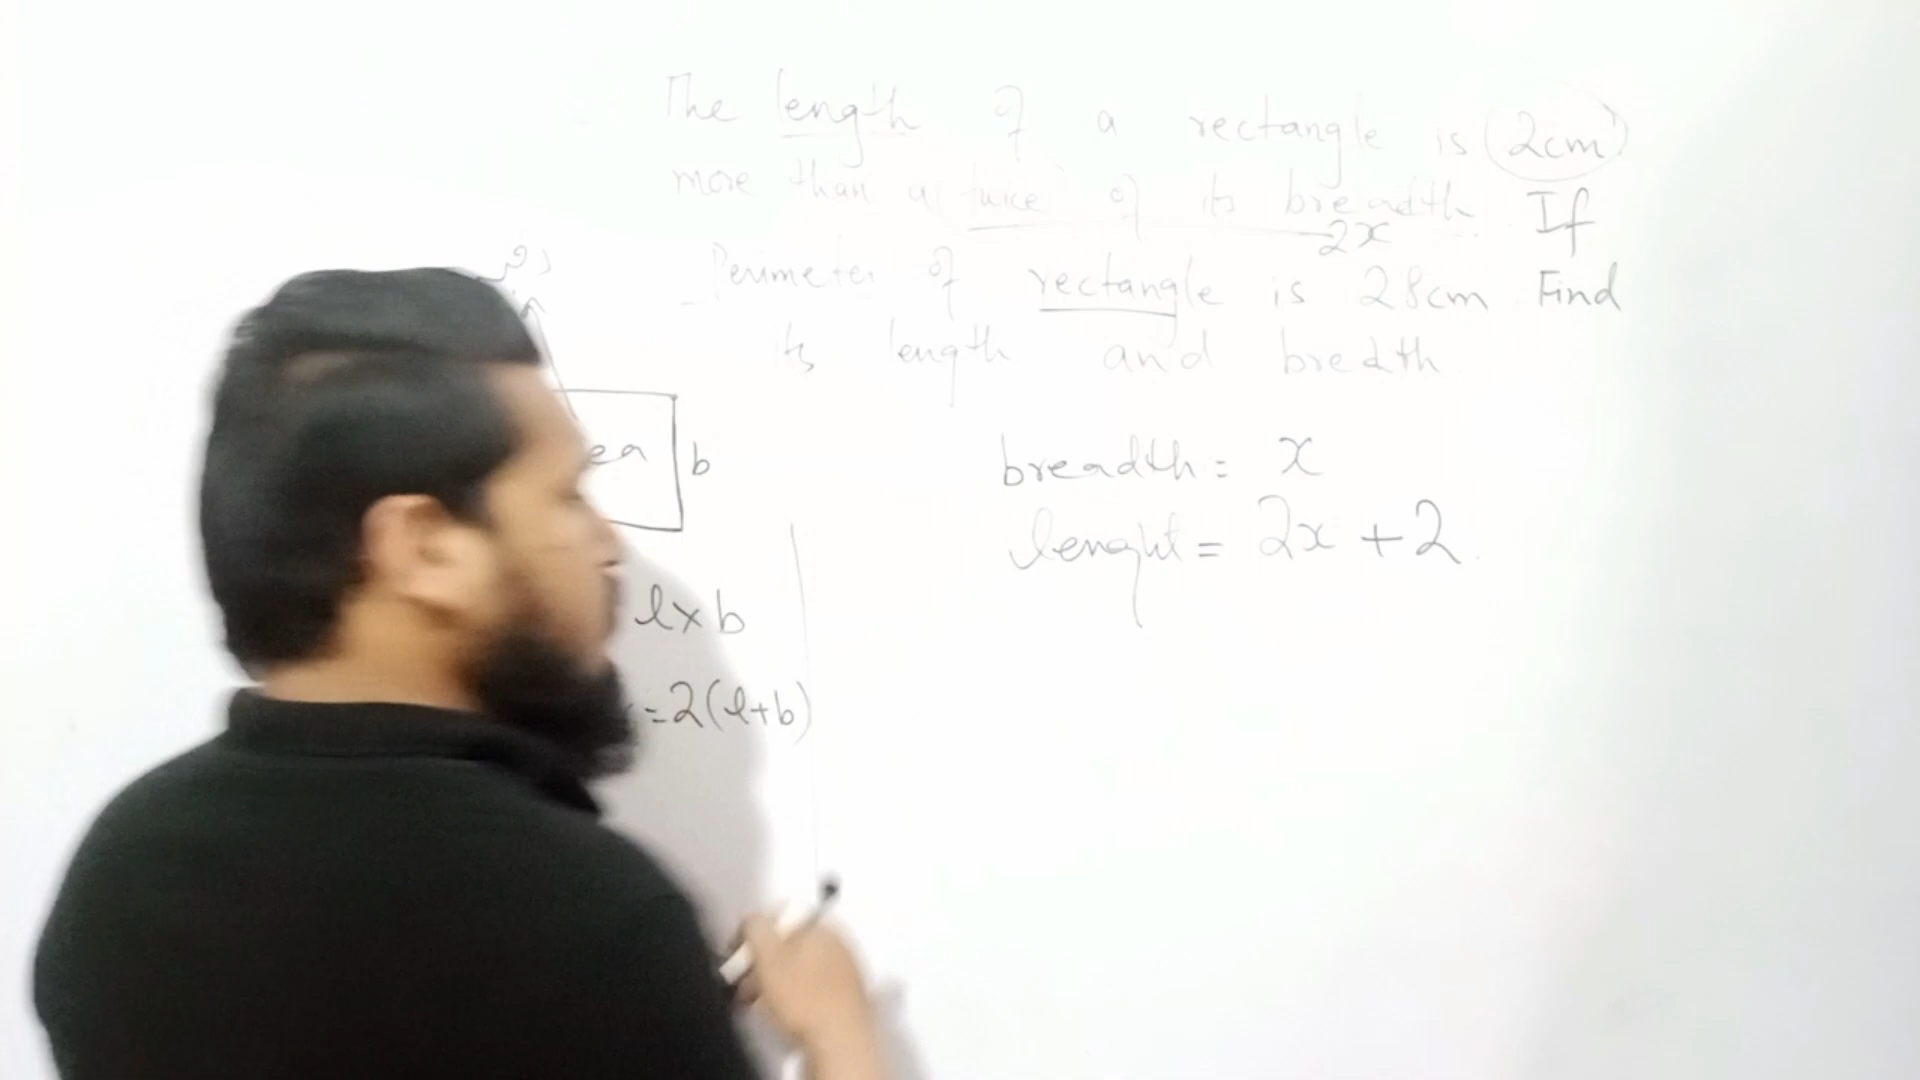 The length of a rectangle is 2cm
more than a twice of its breadth. If
2x
Perimeter of rectangle is 28cm Find
its length and bredth.
ea b
breadth = x
lenght = 2x + 2
l x b
= 2(l+b)